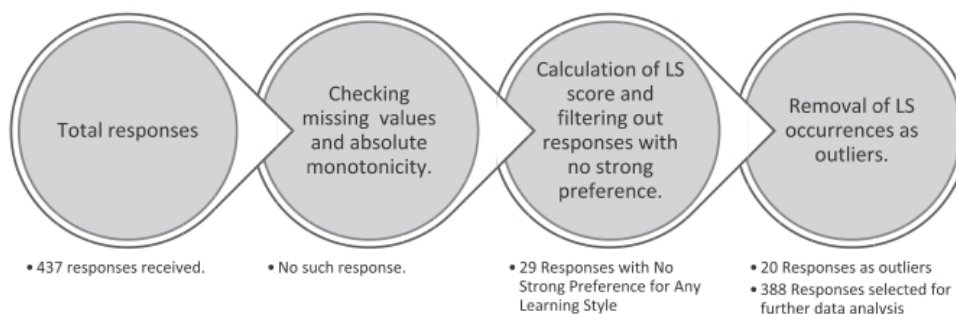 Total responses
Checking
missing values
and absolute
monotonicity.
Calculation of LS
score and
filtering out
responses with
no strong
preference.
Removal of LS
occurrences as
outliers.
• 437 responses received.
• No such response.
• 29 Responses with No
Strong Preference for Any
Learning Style
• 20 Responses as outliers
• 388 Responses selected for
further data analysis